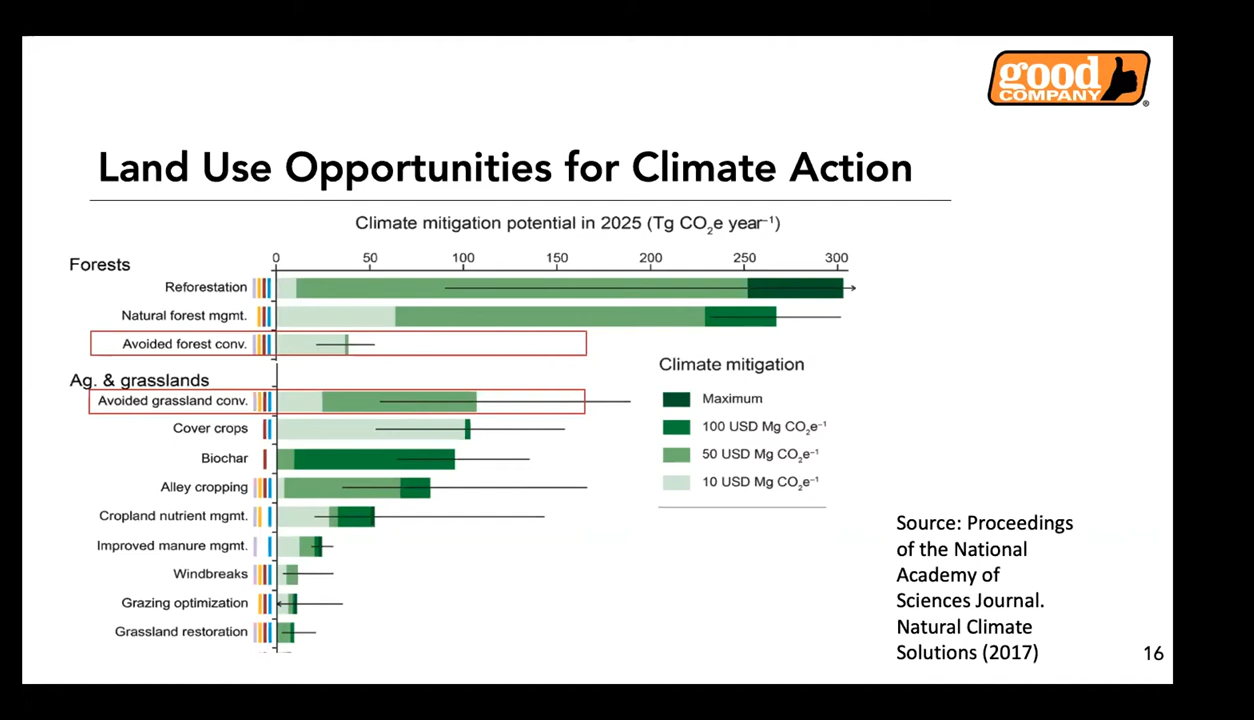 good
COMPANY
®
Land Use Opportunities for Climate Action
Climate mitigation potential in 2025 (Tg CO₂e year⁻¹)
0 50 100 150 200 250 300
Forests
Reforestation
Natural forest mgmt.
Avoided forest conv.
Ag. & grasslands
Avoided grassland conv.
Cover crops
Biochar
Alley cropping
Cropland nutrient mgmt.
Improved manure mgmt.
Windbreaks
Grazing optimization
Grassland restoration
Climate mitigation
Maximum
100 USD Mg CO₂e⁻¹
50 USD Mg CO₂e⁻¹
10 USD Mg CO₂e⁻¹
Source: Proceedings
of the National
Academy of
Sciences Journal.
Natural Climate
Solutions (2017)
16